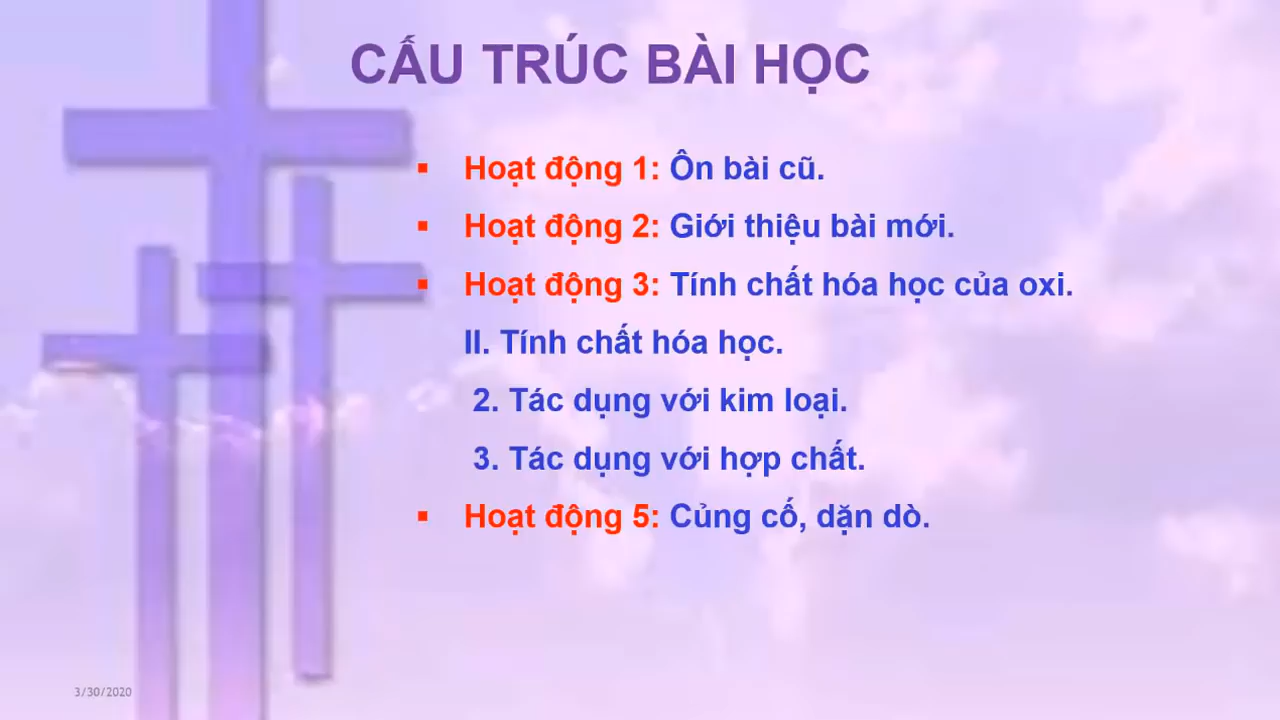 CẤU TRÚC BÀI HỌC
▪ Hoạt động 1: Ôn bài cũ.
▪ Hoạt động 2: Giới thiệu bài mới.
▪ Hoạt động 3: Tính chất hóa học của oxi.
II. Tính chất hóa học.
2. Tác dụng với kim loại.
3. Tác dụng với hợp chất.
▪ Hoạt động 5: Củng cố, dặn dò.
3/30/2020